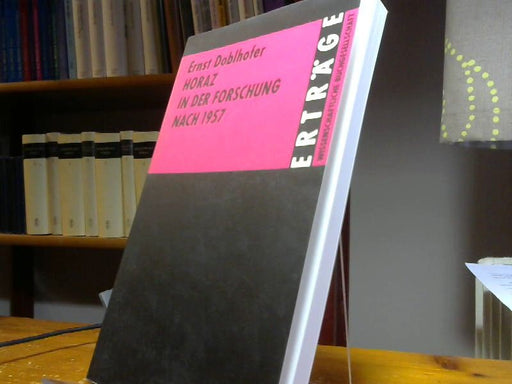 Ernst Doblhofer
HORAZ
IN DER FORSCHUNG
NACH 1957
ERTRÄGE
WISSENSCHAFTLICHE BUCHGESELLSCHAFT